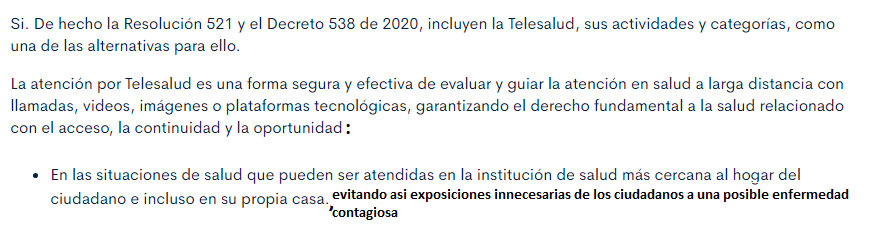 Si. De hecho la Resolución 521 y el Decreto 538 de 2020, incluyen la Telesalud, sus actividades y categorías, como
una de las alternativas para ello.
La atención por Telesalud es una forma segura y efectiva de evaluar y guiar la atención en salud a larga distancia con
llamadas, videos, imágenes o plataformas tecnológicas, garantizando el derecho fundamental a la salud relacionado
con el acceso, la continuidad y la oportunidad :
• En las situaciones de salud que pueden ser atendidas en la institución de salud más cercana al hogar del
ciudadano e incluso en su propia casa., evitando asi exposiciones innecesarias de los ciudadanos a una posible enfermedad
contagiosa